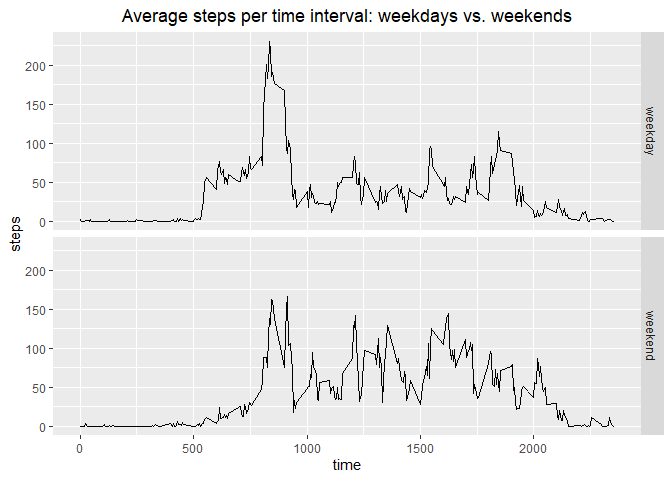 Average steps per time interval: weekdays vs. weekends
200
150
100
50
0
weekday
steps
200
150
100
50
0
weekend
0 500 1000 1500 2000
time